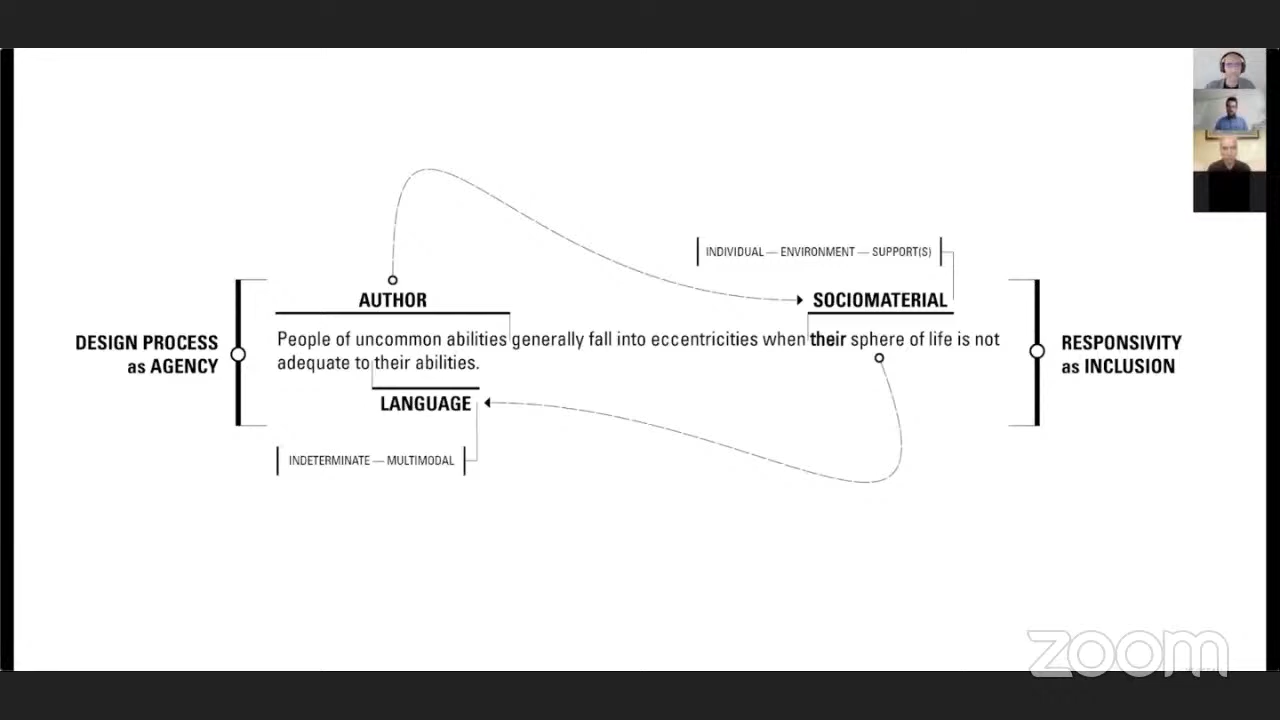 INDIVIDUAL — ENVIRONMENT — SUPPORT(S)
AUTHOR
SOCIOMATERIAL
DESIGN PROCESS
as AGENCY
People of uncommon abilities generally fall into eccentricities when their sphere of life is not
adequate to their abilities.
RESPONSIVITY
as INCLUSION
LANGUAGE
INDETERMINATE — MULTIMODAL
zoom